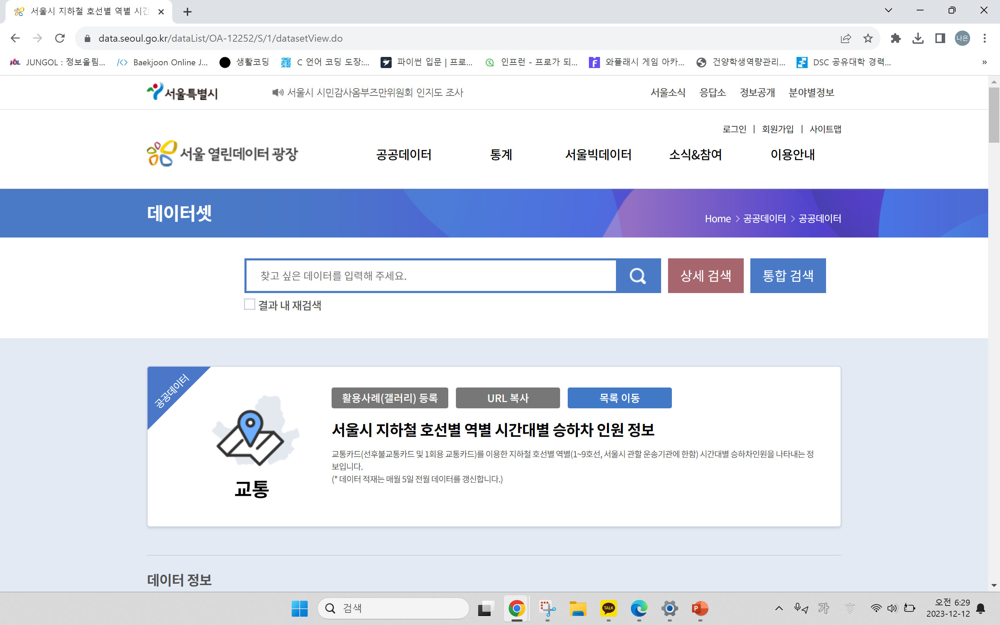 서울시 지하철 호선별 역별 시간
data.seoul.go.kr/dataList/OA-12252/S/1/datasetView.do
나은
JUNGOL : 정보올림... Baekjoon Online J... 생활코딩 코딩 도장 C 언어 코딩 도장:... 파이썬 입문 | 프로... 인프런 - 프로가 되... 와플래시 게임 아카... 건양학생역량관리... DSC 공유대학 경력... »
서울특별시 서울시 시민감사옴부즈만위원회 인지도 조사 서울소식 응답소 정보공개 분야별정보
로그인 | 회원가입 | 사이트맵
서울 열린데이터 광장 공공데이터 통계 서울빅데이터 소식&참여 이용안내
데이터셋
Home > 공공데이터 > 공공데이터
찾고 싶은 데이터를 입력해 주세요. 상세 검색 통합 검색
결과 내 재검색
공공데이터
활용사례(갤러리) 등록 URL 복사 목록 이동
서울시 지하철 호선별 역별 시간대별 승하차 인원 정보
교통카드(선후불교통카드 및 1회용 교통카드)를 이용한 지하철 호선별 역별(1~9호선, 서울시 관할 운송기관에 한함) 시간대별 승하차인원을 나타내는 정
보입니다.
(* 데이터 적재는 매월 5일 전월 데이터를 갱신합니다.)
교통
데이터 정보
검색 TALK P 가 오전 6:29
2023-12-12